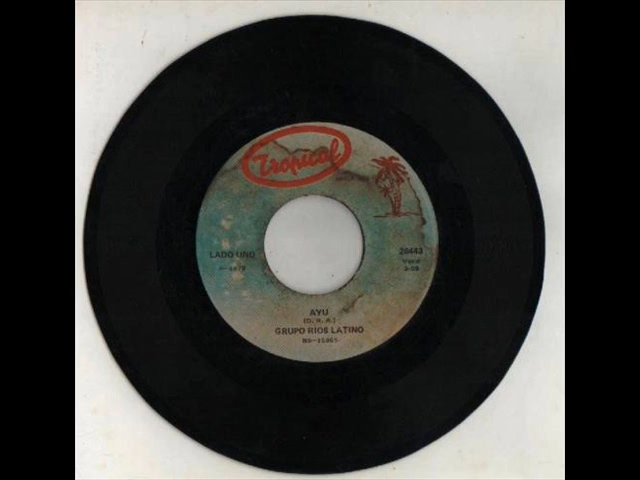 Tropical
LADO UNO
28443
AYU
(D. R. A.)
GRUPO RIOS LATINO